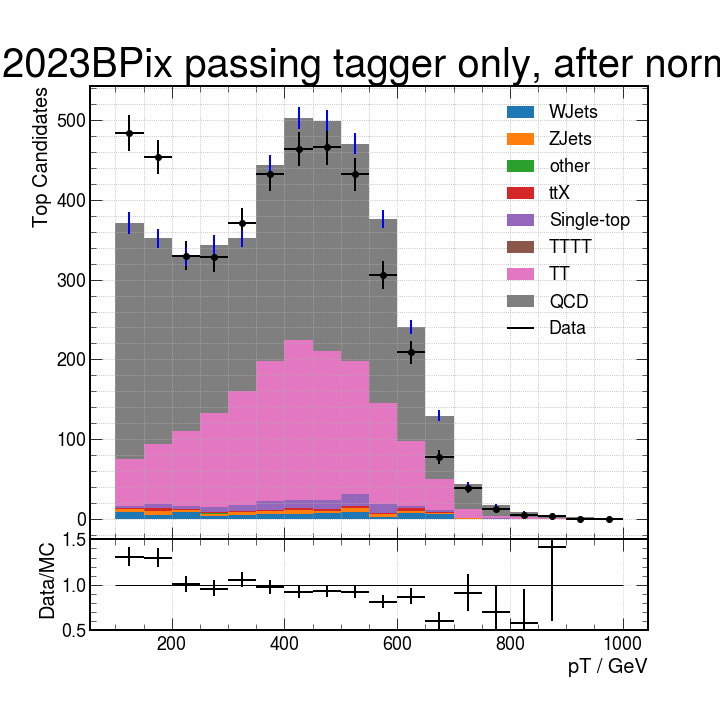 2023BPix passing tagger only, after norm
Top Candidates
500
400
300
200
100
0
WJets
ZJets
other
ttX
Single-top
TTTT
TT
QCD
Data
Data/MC
1.5
1.0
0.5
200
400
600
800
1000
pT / GeV